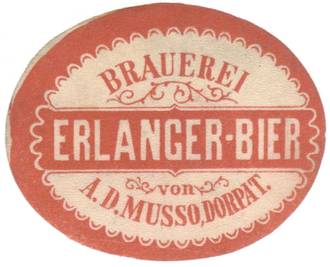 BRAUEREI
ERLANGER-BIER
von
A. D. MUSSO, DORPAT.